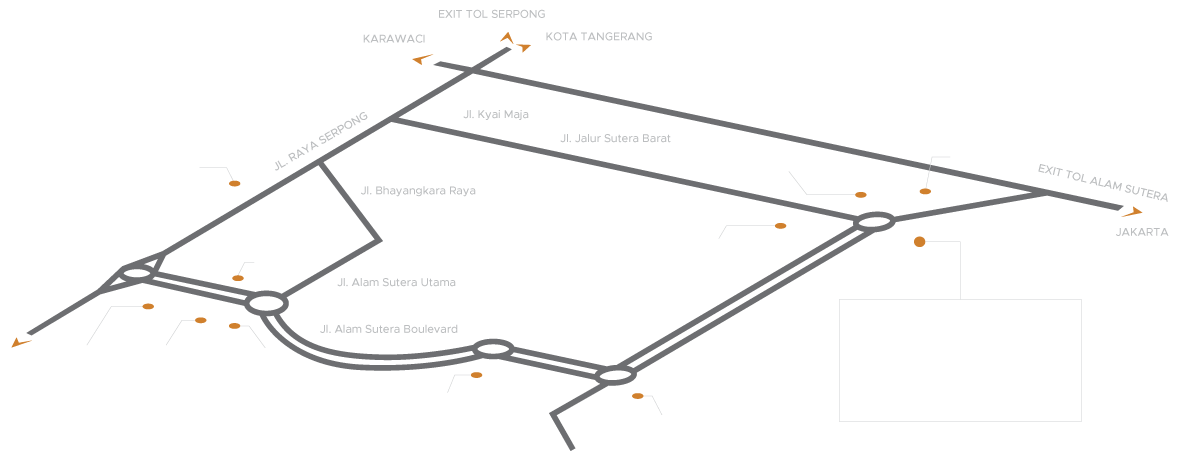 EXIT TOL SERPONG
KARAWACI
KOTA TANGERANG
Jl. Kyai Maja
JL. RAYA SERPONG
Jl. Jalur Sutera Barat
EXIT TOL ALAM SUTERA
Jl. Bhayangkara Raya
JAKARTA
Jl. Alam Sutera Utama
Jl. Alam Sutera Boulevard